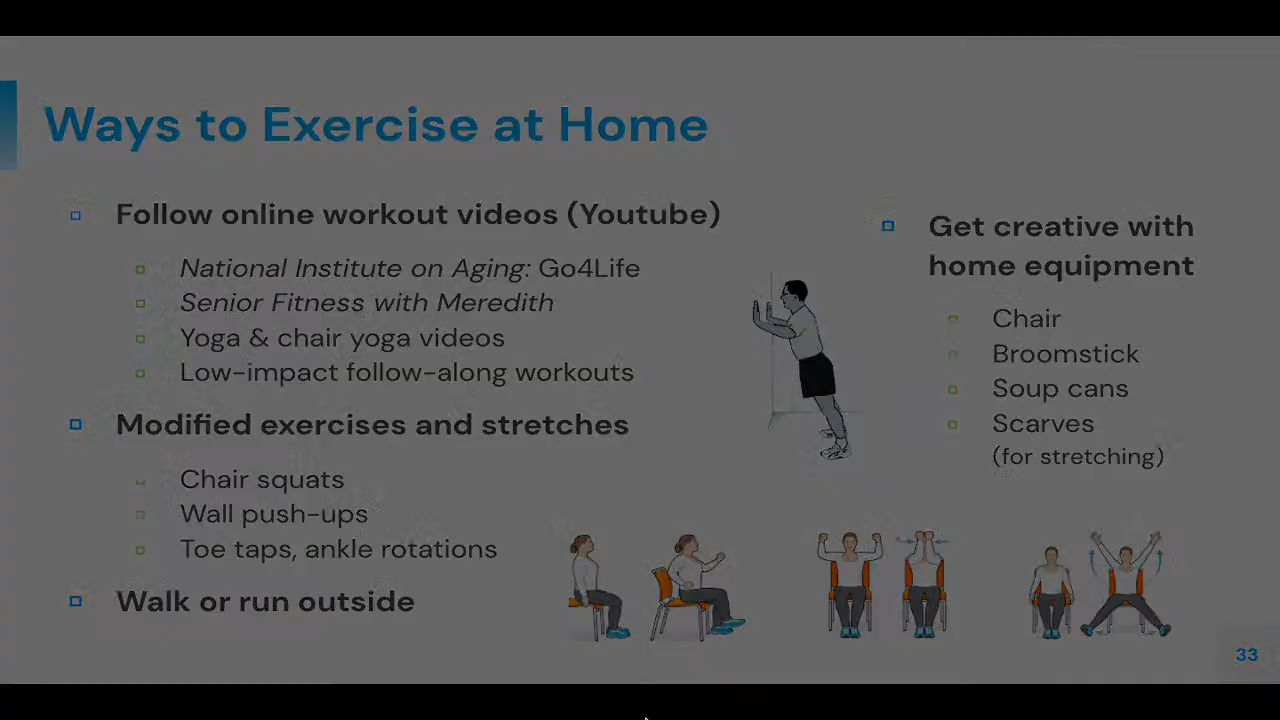 Ways to Exercise at Home
Follow online workout videos (Youtube)
National Institute on Aging: Go4Life
Senior Fitness with Meredith
Yoga & chair yoga videos
Low-impact follow-along workouts
Modified exercises and stretches
Chair squats
Wall push-ups
Toe taps, ankle rotations
Walk or run outside
Get creative with
home equipment
Chair
Broomstick
Soup cans
Scarves
(for stretching)
33